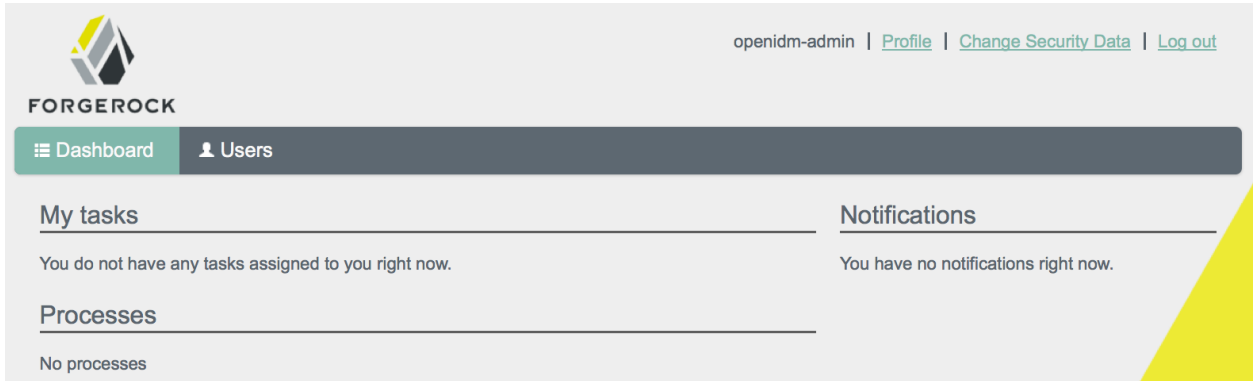 openidm-admin | Profile | Change Security Data | Log out
FORGEROCK
Dashboard Users
My tasks
You do not have any tasks assigned to you right now.
Processes
No processes
Notifications
You have no notifications right now.